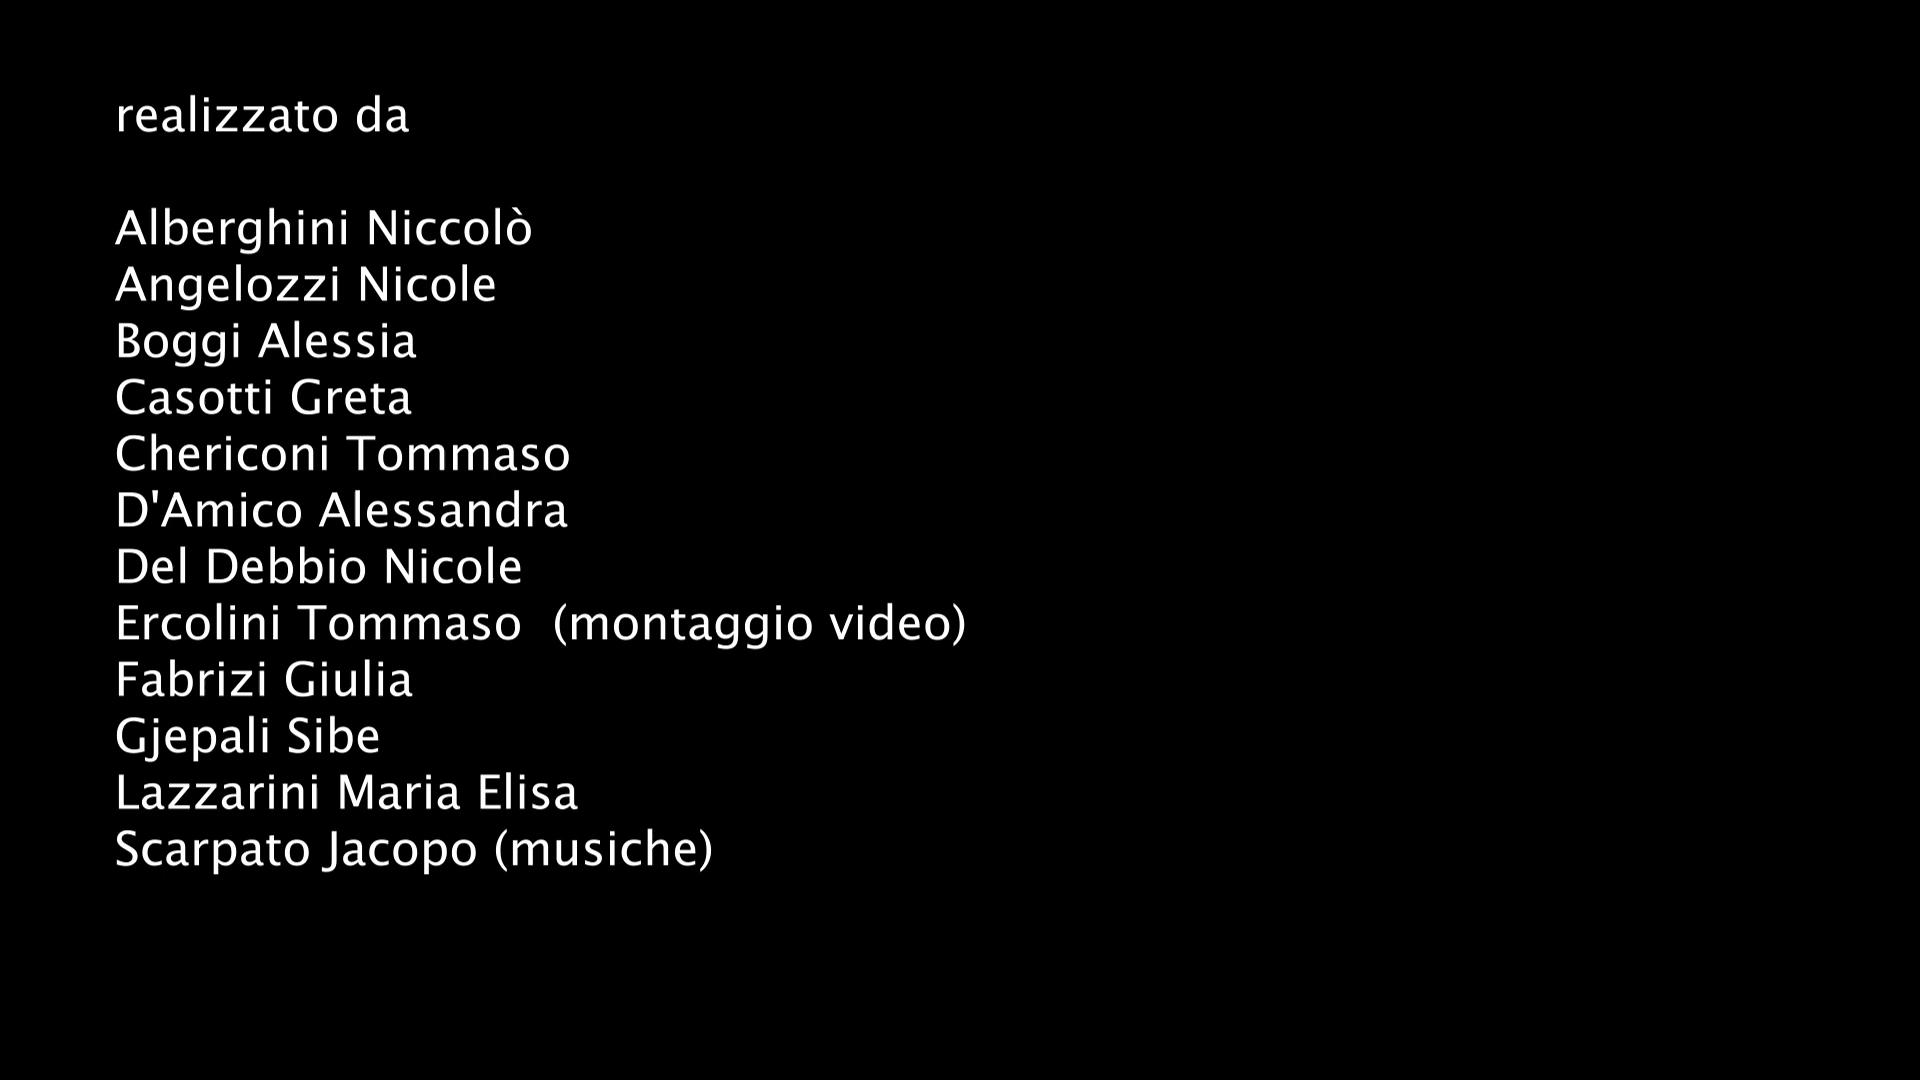 realizzato da
Alberghini Niccolò
Angelozzi Nicole
Boggi Alessia
Casotti Greta
Chericoni Tommaso
D'Amico Alessandra
Del Debbio Nicole
Ercolini Tommaso  (montaggio video)
Fabrizi Giulia
Gjepali Sibe
Lazzarini Maria Elisa
Scarpato Jacopo (musiche)